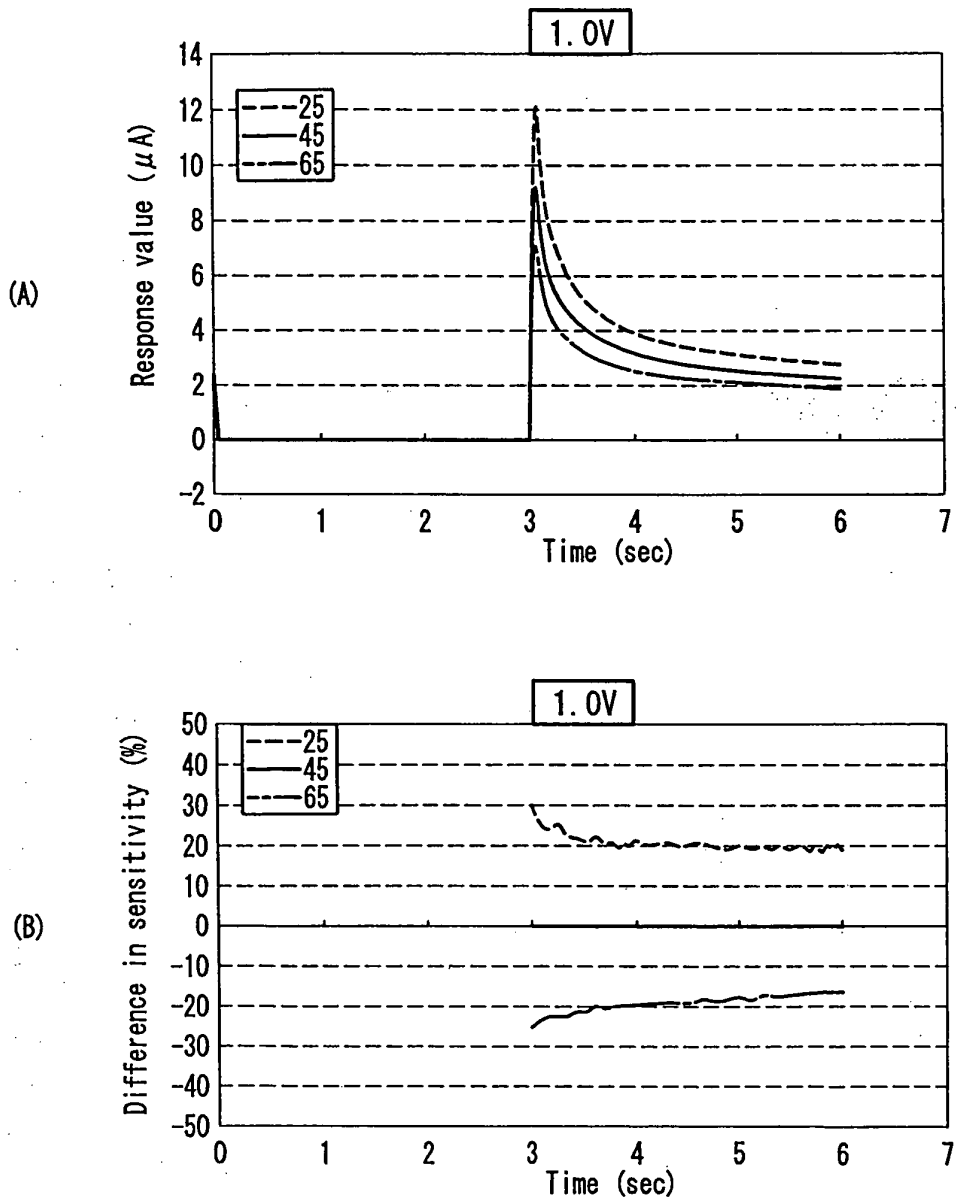 (A)
1.0V
Response value (μA)
14
12
10
8
6
4
2
0
-2
25
45
65
0 1 2 3 4 5 6 7
Time (sec)
(B)
1.0V
Difference in sensitivity (%)
50
40
30
20
10
0
-10
-20
-30
-40
-50
25
45
65
0 1 2 3 4 5 6 7
Time (sec)